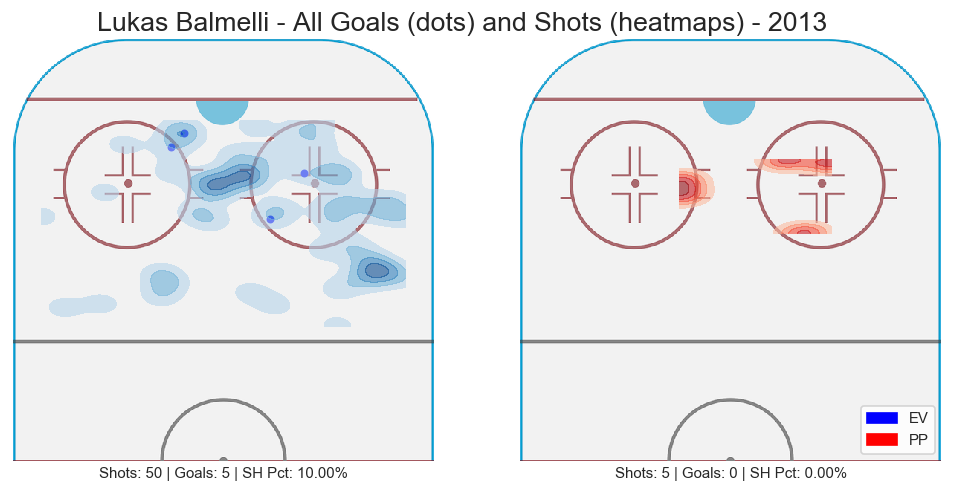 Lukas Balmelli - All Goals (dots) and Shots (heatmaps) - 2013
EV
PP
Shots: 50 | Goals: 5 | SH Pct: 10.00%
Shots: 5 | Goals: 0 | SH Pct: 0.00%